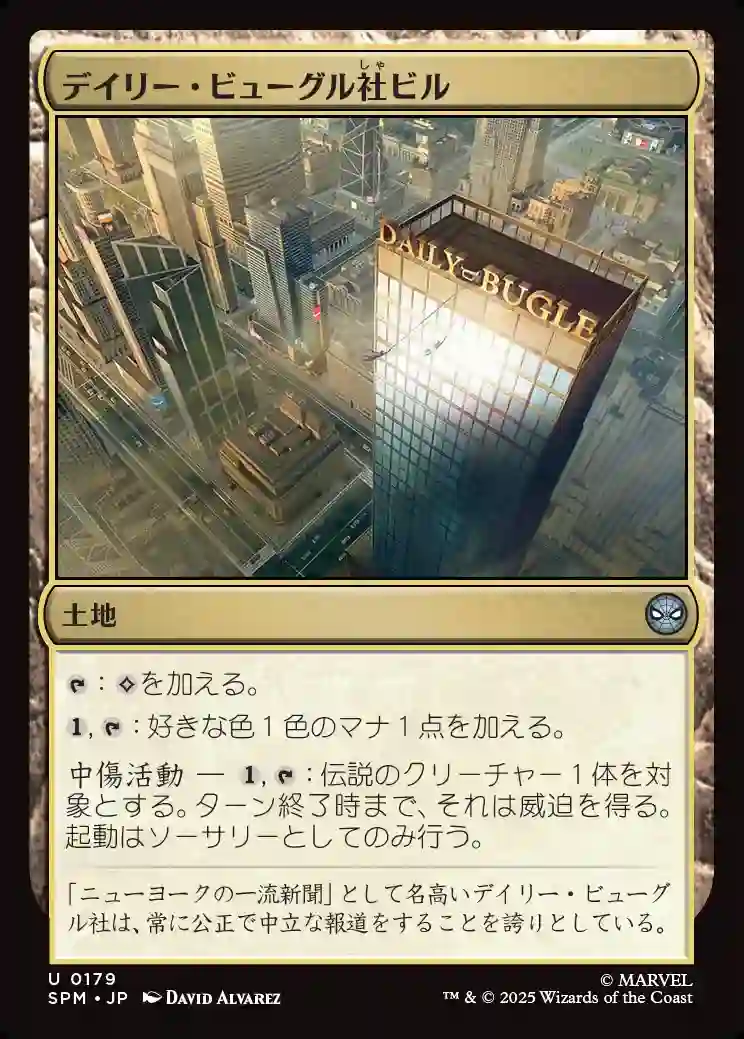 デイリー・ビューグル社ビル
しゃ
DAILY BUGLE
土地
：を加える。
1, ：好きな色１色のマナ１点を加える。
中傷活動 ― 1, ：伝説のクリーチャー１体を対
象とする。ターン終了時まで、それは威迫を得る。
起動はソーサリーとしてのみ行う。
「ニューヨークの一流新聞」として名高いデイリー・ビューグ
ル社は、常に公正で中立な報道をすることを誇りとしている。
U 0179
SPM • JP DAVID ALVAREZ
© MARVEL
™ & © 2025 Wizards of the Coast